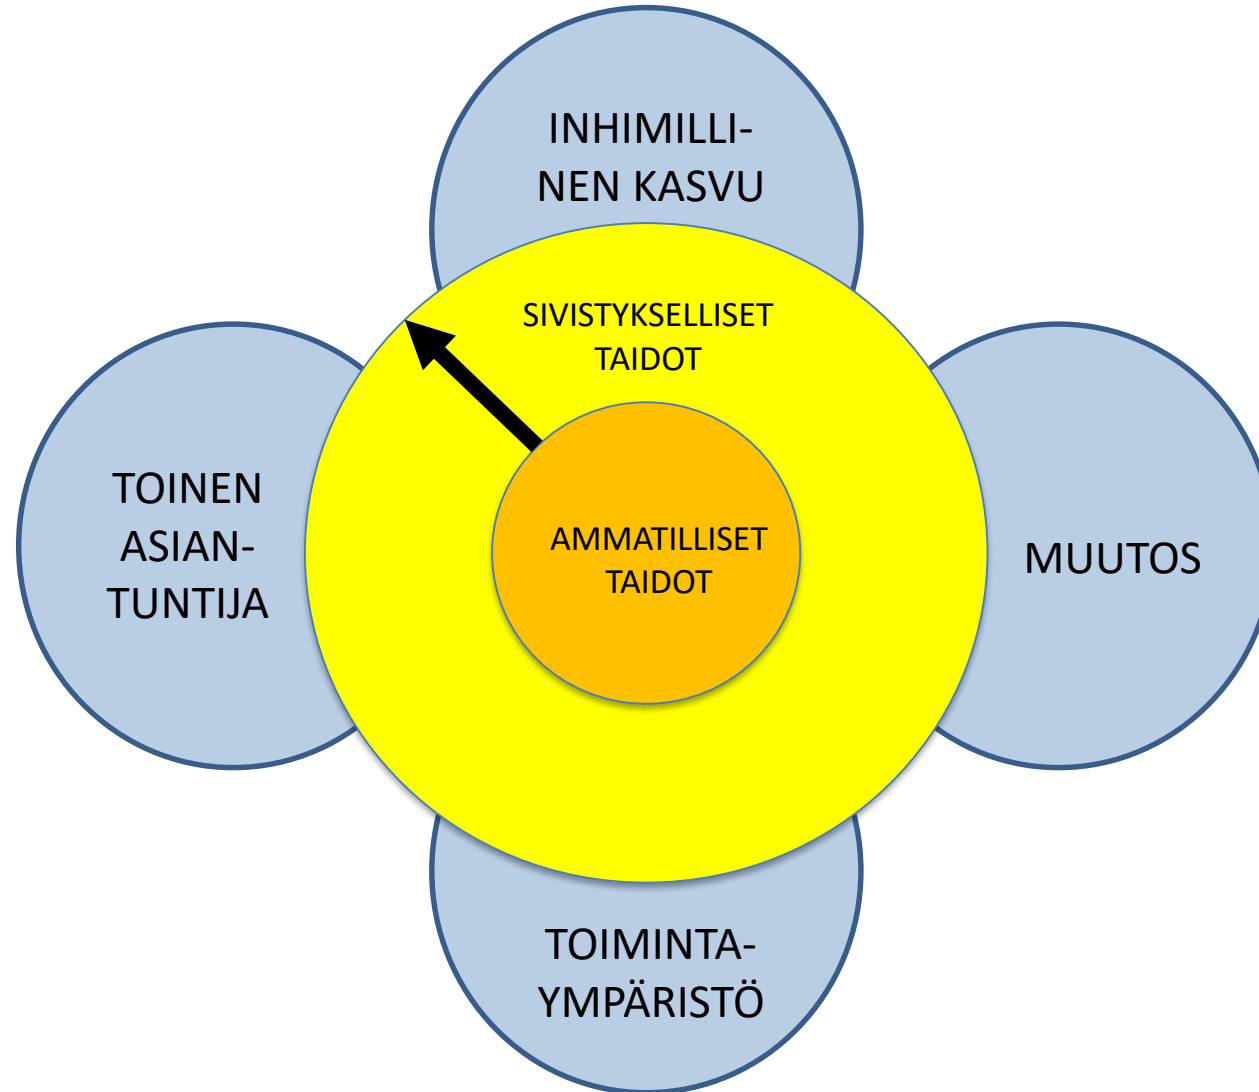 INHIMILLI-
NEN KASVU
SIVISTYKSELLISET
TAIDOT
TOINEN
ASIAN-
TUNTIJA
AMMATILLISET
TAIDOT
MUUTOS
TOIMINTA-
YMPÄRISTÖ